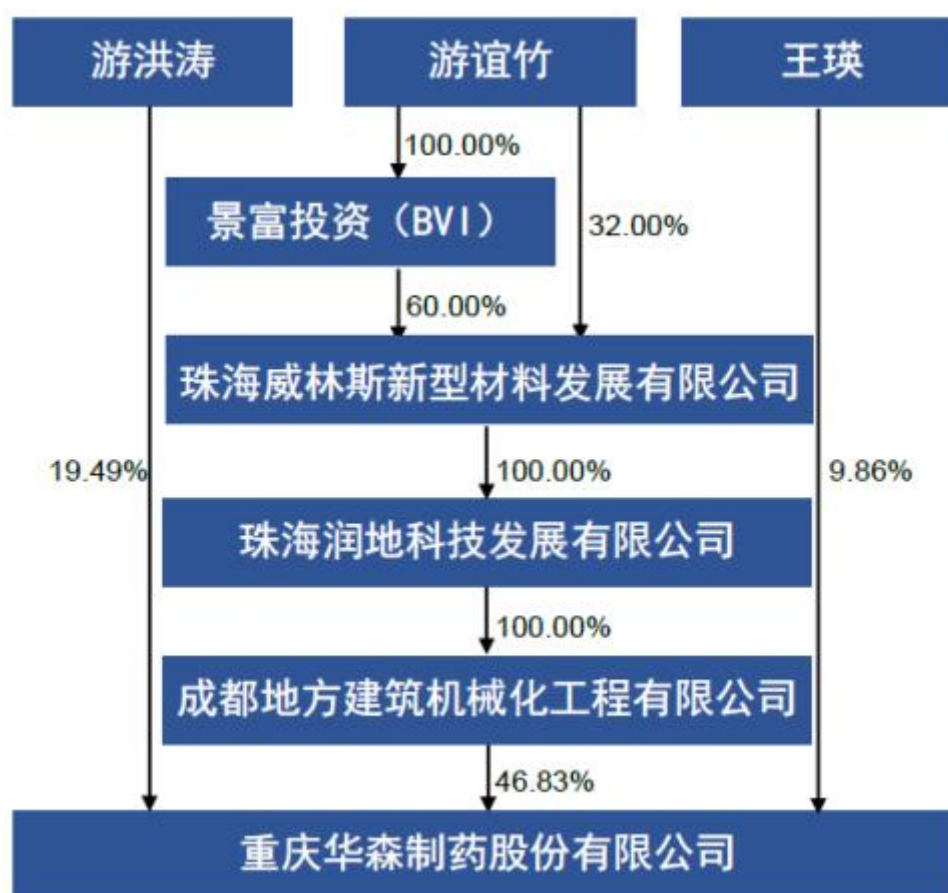 游洪涛
游谊竹
王瑛
100.00%
景富投资（BVI）
32.00%
60.00%
珠海威林斯新型材料发展有限公司
19.49%
100.00%
9.86%
珠海润地科技发展有限公司
100.00%
成都地方建筑机械化工程有限公司
46.83%
重庆华森制药股份有限公司